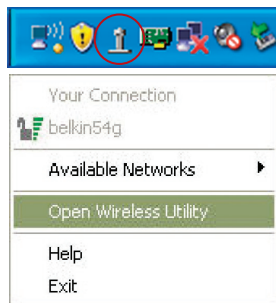 Your Connection
belkin54g
Available Networks
Open Wireless Utility
Help
Exit